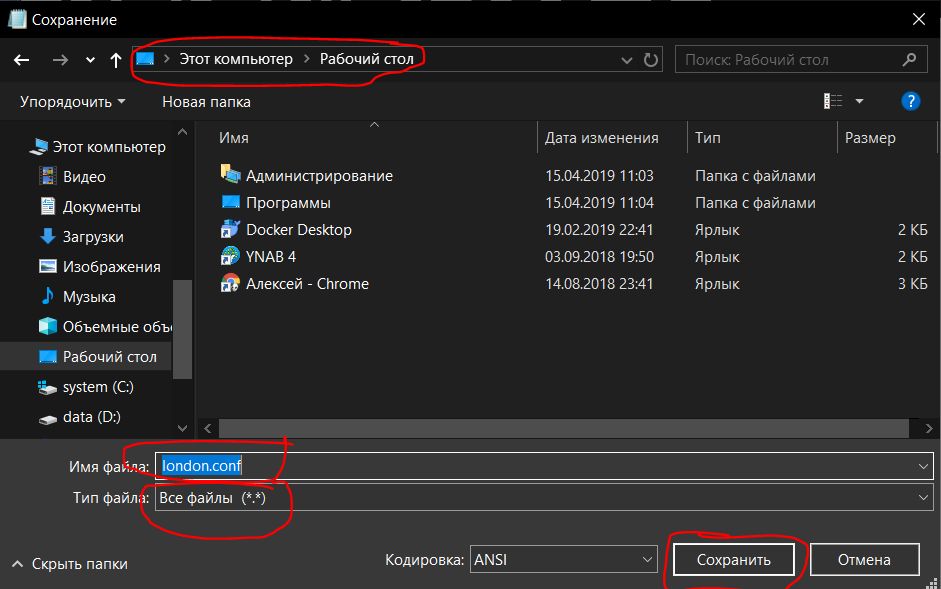 Сохранение
Этот компьютер Рабочий стол
Поиск: Рабочий стол
Упорядочить Новая папка
?
Имя Дата изменения Тип Размер
Этот компьютер
Видео
Документы
Загрузки
Изображения
Музыка
Объемные объе
Рабочий стол
system (C:)
data (D:)
Администрирование 15.04.2019 11:03 Папка с файлами
Программы 15.04.2019 11:04 Папка с файлами
Docker Desktop 19.02.2019 22:41 Ярлык 2 КБ
YNAB 4 03.09.2018 19:50 Ярлык 2 КБ
Алексей - Chrome 14.08.2018 23:41 Ярлык 3 КБ
Имя файла: london.conf
Тип файла: Все файлы (*.*)
Скрыть папки Кодировка: ANSI Сохранить Отмена